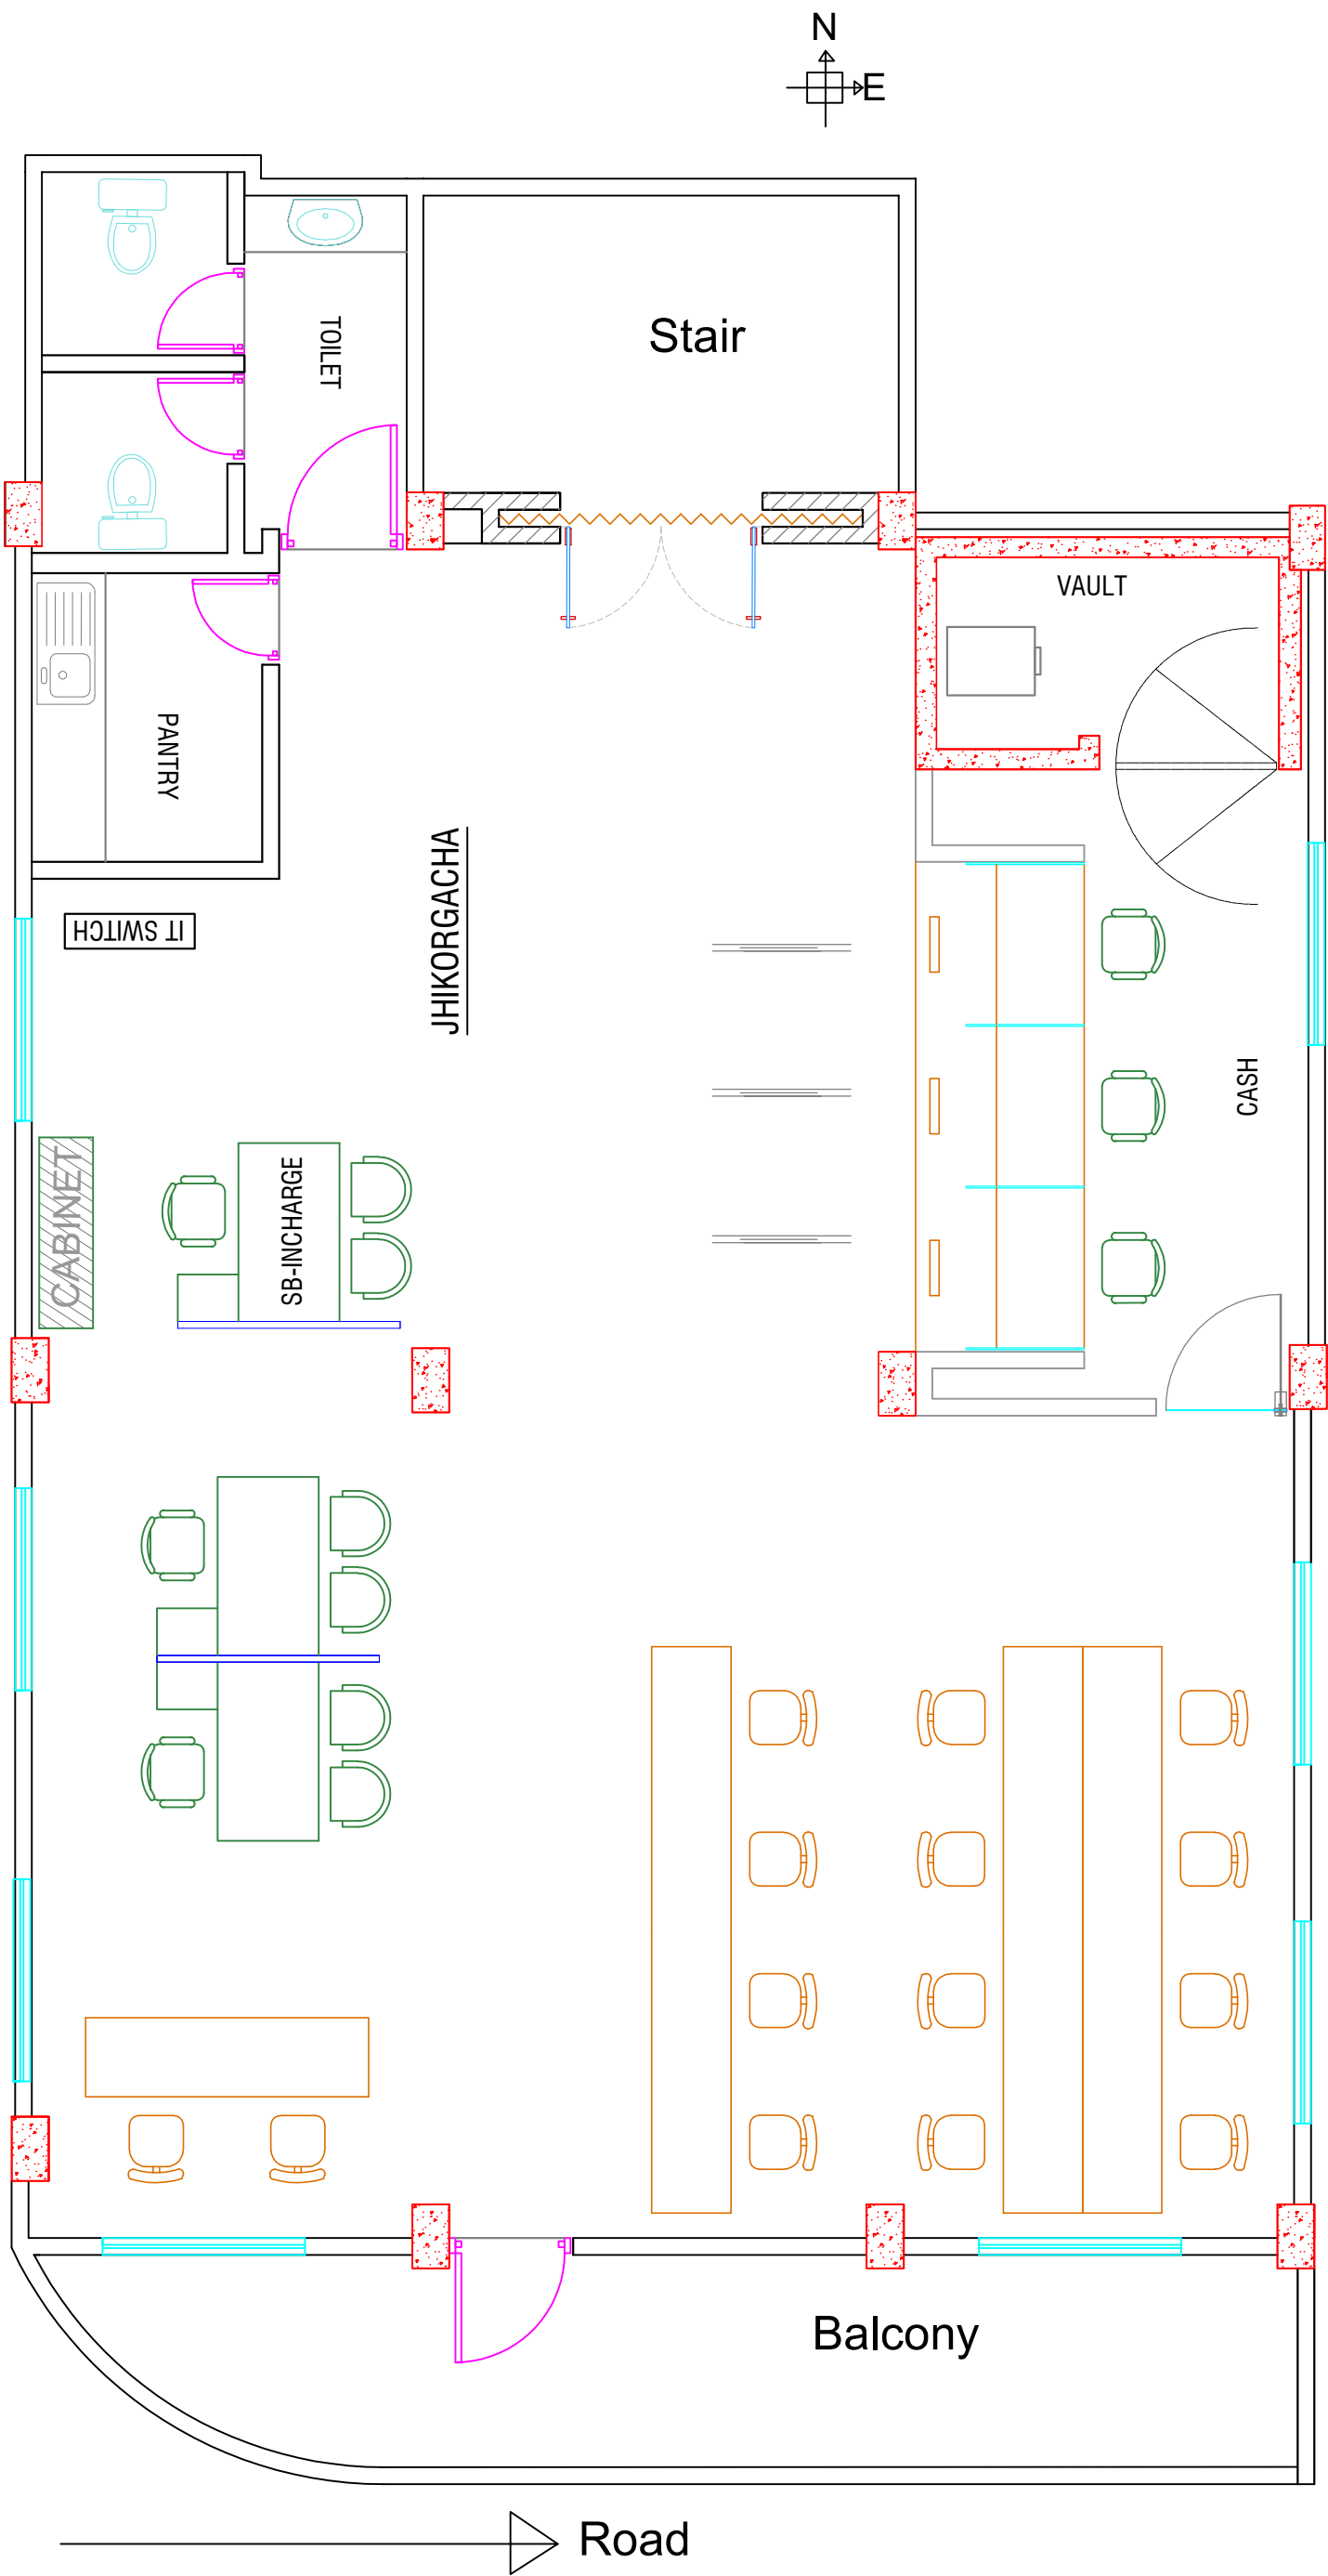 N
E
TOILET
Stair
VAULT
PANTRY
JHIKORGACHA
IT SWITCH
CASH
CABINET
SB-INCHARGE
Balcony
Road